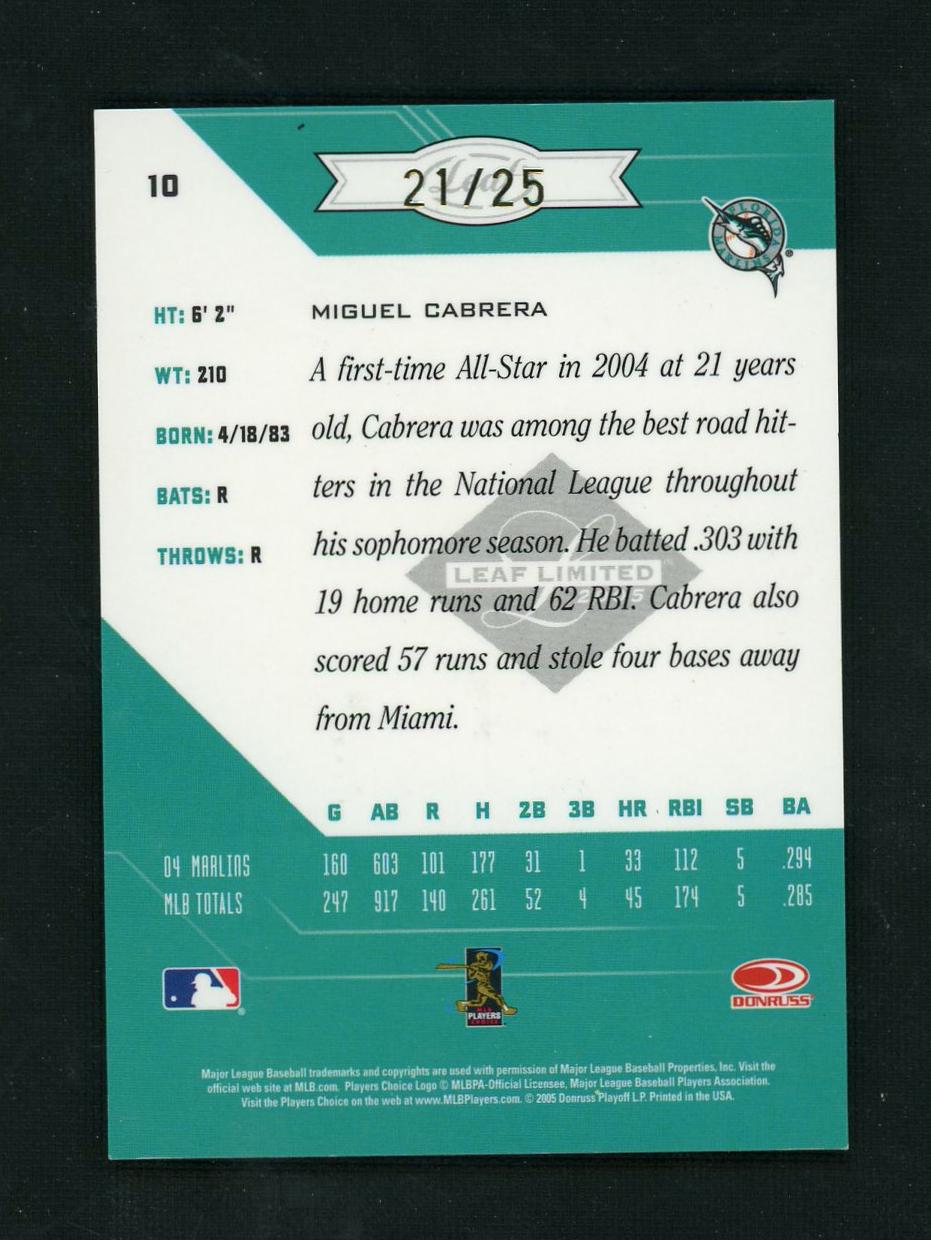 10
Leaf
21/25
FLORIDA
MARLINS
HT: 6' 2"
WT: 210
BORN: 4/18/83
BATS: R
THROWS: R
MIGUEL CABRERA
A first-time All-Star in 2004 at 21 years
old, Cabrera was among the best road hit-
ters in the National League throughout
his sophomore season. He batted .303 with
19 home runs and 62 RBI. Cabrera also
scored 57 runs and stole four bases away
from Miami.
L
LEAF LIMITED
2005
G AB R H 2B 3B HR RBI SB BA
04 MARLINS 160 603 101 177 31 1 33 112 5 .294
MLB TOTALS 247 917 140 261 52 4 45 174 5 .285
MLB
PLAYERS
CHOICE
DONRUSS
Major League Baseball trademarks and copyrights are used with permission of Major League Baseball Properties, Inc. Visit the
official web site at MLB.com. Players Choice Logo © MLBPA-Official Licensee, Major League Baseball Players Association.
Visit the Players Choice on the web at www.MLBPlayers.com. © 2005 Donruss Playoff L.P. Printed in the USA.